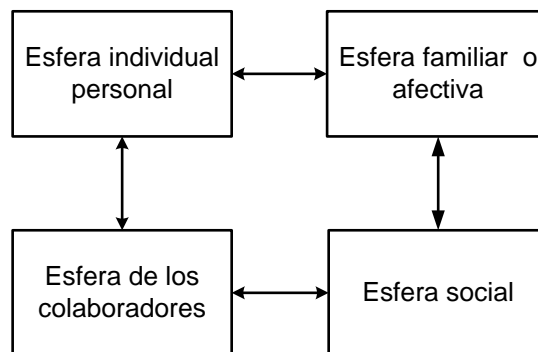 Esfera individual
personal
Esfera familiar o
afectiva
Esfera de los
colaboradores
Esfera social